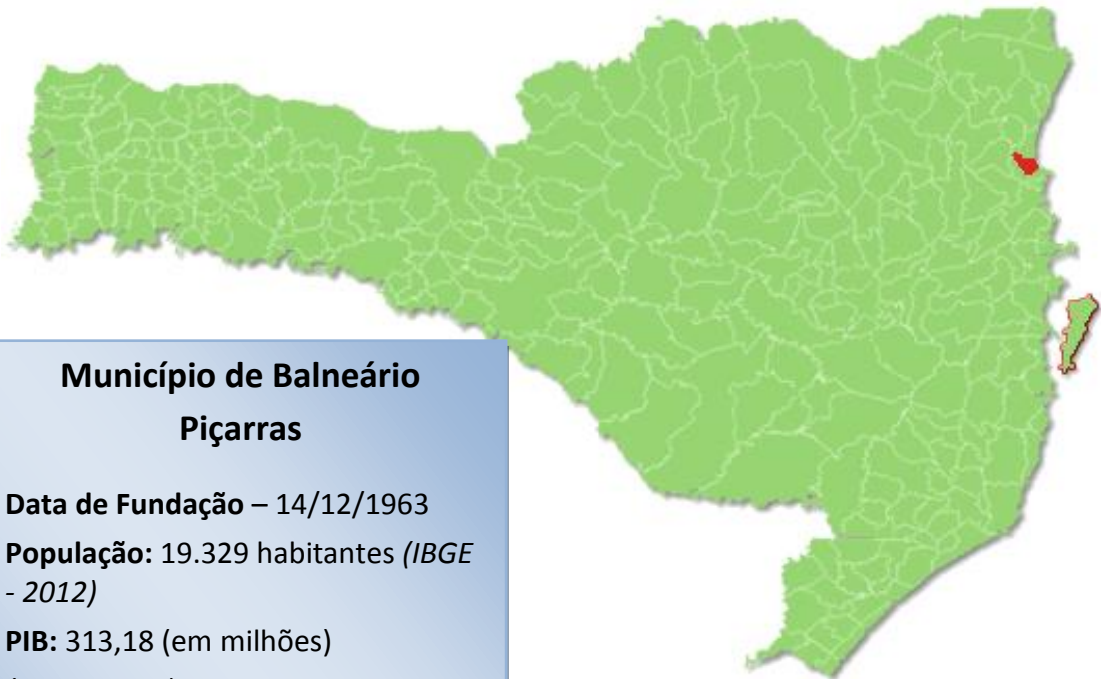 Município de Balneário
Piçarras
Data de Fundação – 14/12/1963
População: 19.329 habitantes (IBGE
- 2012)
PIB: 313,18 (em milhões)